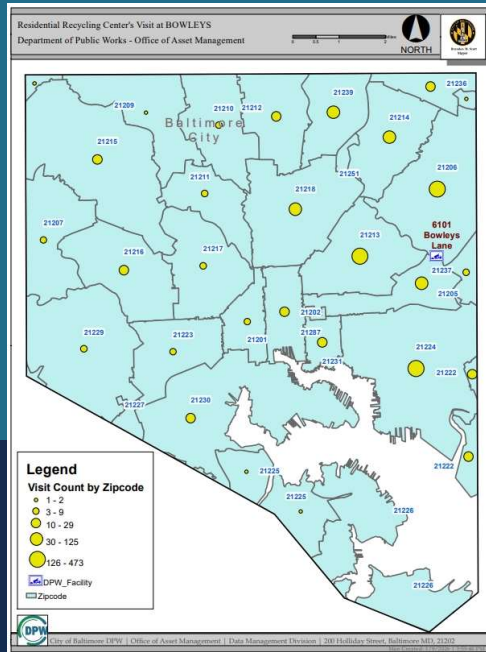 Residential Recycling Center's Visit at BOWLEYS
Department of Public Works - Office of Asset Management
NORTH
21236
21239
21209
21210
21212
21214
Baltimore
City
21215
21206
21251
21211
21218
21207
21213
6101
Bowleys
Lane
21216
21217
21237
21205
21202
21201
21287
21229
21223
21231
21224
21222
21227
21230
21222
21225
21225
21226
21226
Legend
Visit Count by Zipcode
1 - 2
3 - 9
10 - 29
30 - 125
126 - 473
DPW_Facility
Zipcode
DPW
City of Baltimore DPW | Office of Asset Management | Data Management Division | 200 Holliday Street, Baltimore MD, 21202